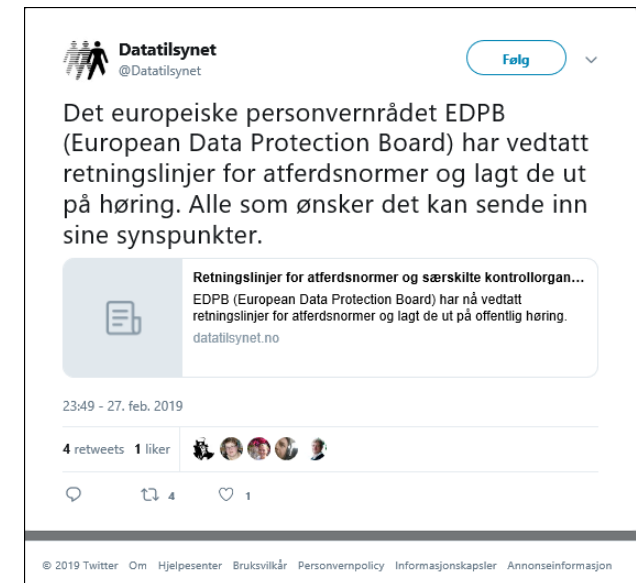 Datatilsynet
@Datatilsynet
Følg
Det europeiske personvernrådet EDPB
(European Data Protection Board) har vedtatt
retningslinjer for atferdsnormer og lagt de ut
på høring. Alle som ønsker det kan sende inn
sine synspunkter.
Retningslinjer for atferdsnormer og særskilte kontrollorgan...
EDPB (European Data Protection Board) har nå vedtatt
retningslinjer for atferdsnormer og lagt de ut på offentlig høring.
datatilsynet.no
23:49 - 27. feb. 2019
4 retweets 1 liker
4 1
© 2019 Twitter Om Hjelpesenter Bruksvilkår Personvernpolicy Informasjonskapsler Annonseinformasjon